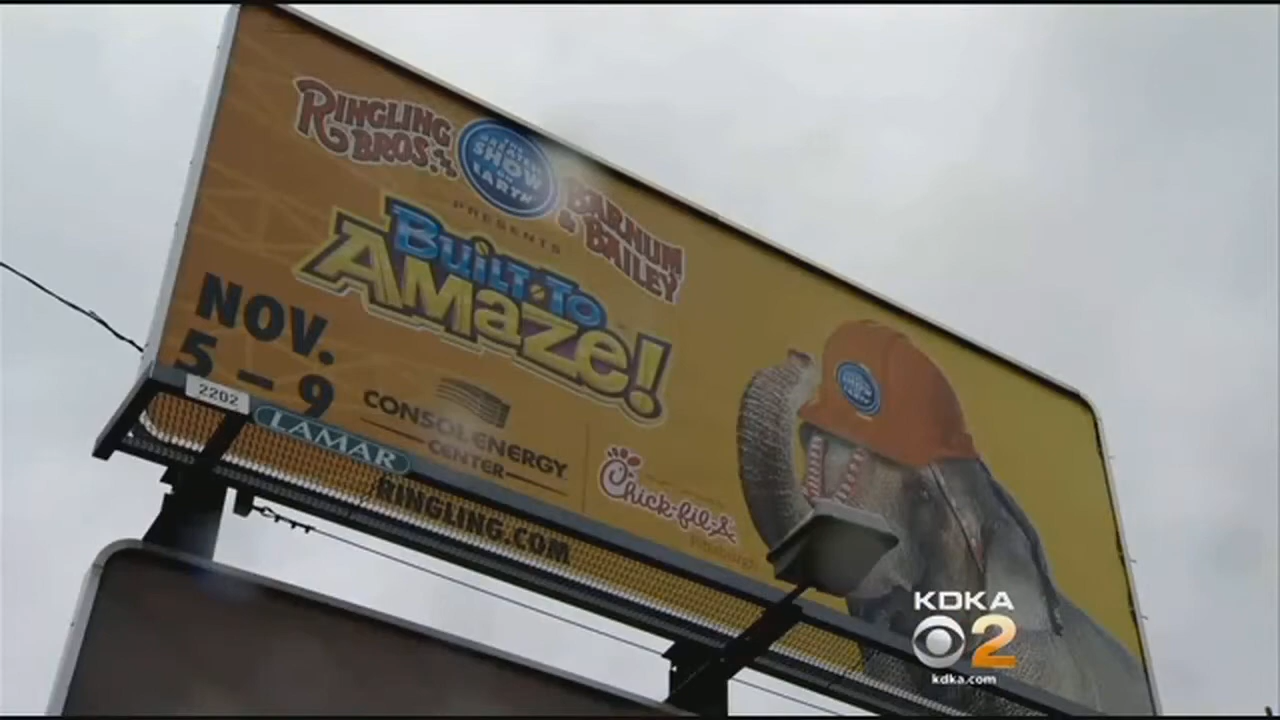 RINGLING
BROS.
THE
GREATEST
SHOW
ON
EARTH
BARNUM
& BAILEY
PRESENTS
BUILT TO
AMAZE!
NOV.
5 – 9
CONSOL ENERGY
CENTER
Chick-fil-A
Pittsburgh
2202
LAMAR
RINGLING.COM
KDKA
2
kdka.com